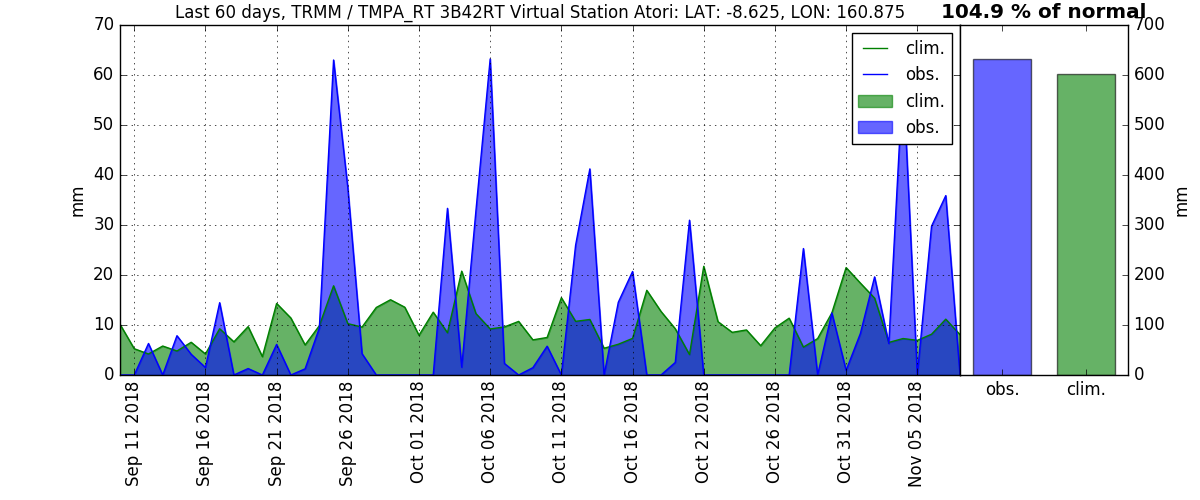 Last 60 days, TRMM / TMPA_RT 3B42RT Virtual Station Atori: LAT: -8.625, LON: 160.875
104.9 % of normal
70
60
50
40
30
20
10
0
mm
clim.
obs.
clim.
obs.
700
600
500
400
300
200
100
0
mm
obs.
clim.
Sep 11 2018
Sep 16 2018
Sep 21 2018
Sep 26 2018
Oct 01 2018
Oct 06 2018
Oct 11 2018
Oct 16 2018
Oct 21 2018
Oct 26 2018
Oct 31 2018
Nov 05 2018